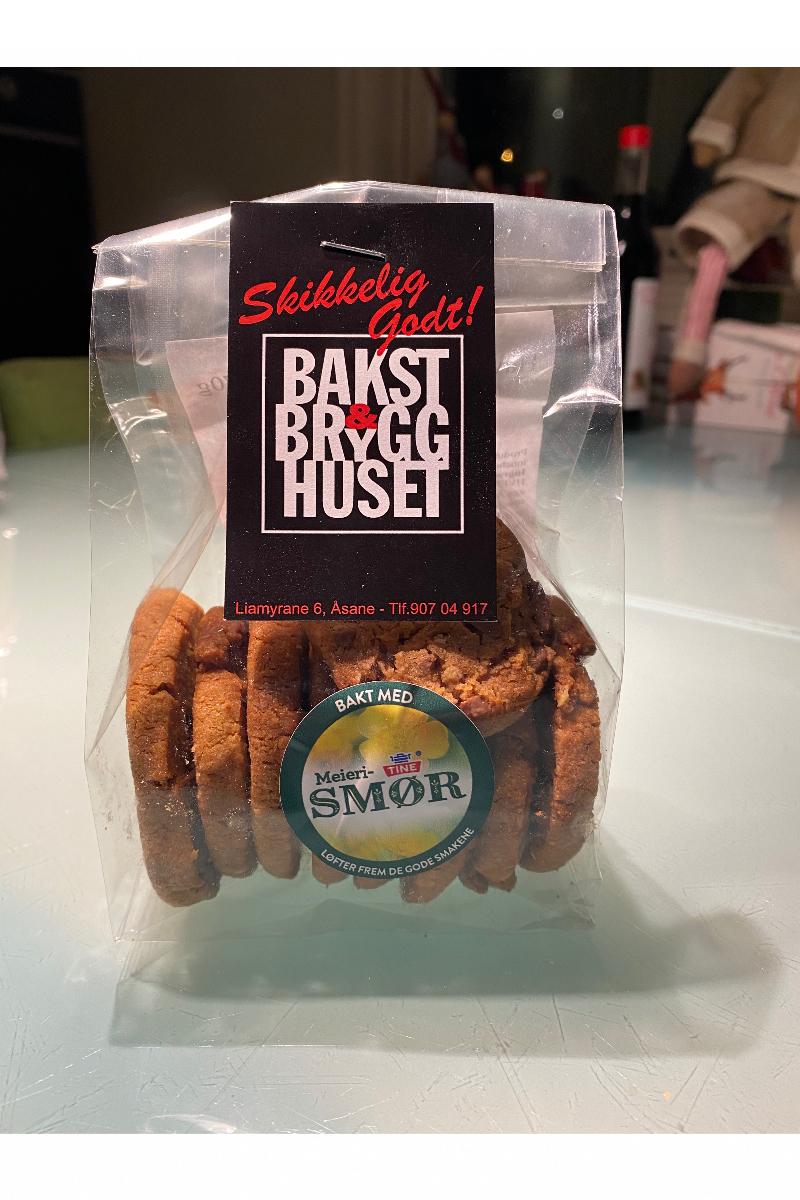 Skikkelig
Godt!
BAKST
&
BRYGG
HUSET
Liamyrane 6, Åsane - Tlf.907 04 917
BAKT MED
TINE
Meieri-
SMØR
LØFTER FREM DE GODE SMAKENE